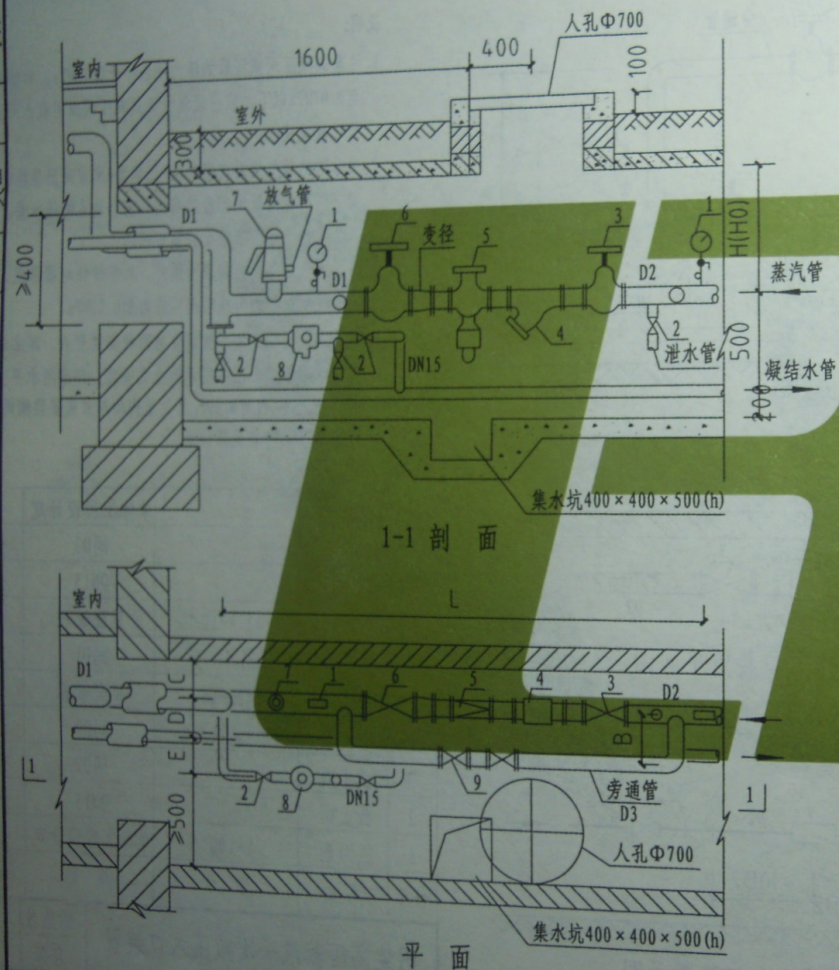 人孔Φ700
1600
400
100
室内
室外
300
7
放气管
1
6
变径
5
3
1
D1
D1
D2
H(H0)
≥400
蒸汽管
2
8
2
DN15
4
2
泄水管
500
凝结水管
200
集水坑400×400×500(h)
1-1 剖 面
室内
L
D1
C
7
1
6
5
4
3
D2
D
B
E
1
2
8
DN15
9
旁通管
D3
1
≥500
人孔Φ700
集水坑400×400×500(h)
平 面